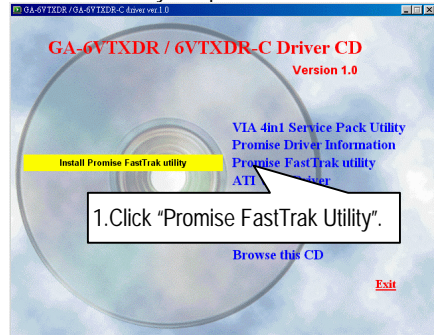 GA-6VTXDR / GA-6VTXDR-C driver ver.1.0
GA-6VTXDR / 6VTXDR-C Driver CD
Version 1.0
VIA 4in1 Service Pack Utility
Promise Driver Information
Install Promise FastTrak utility
Promise FastTrak utility
ATI
1.Click “Promise FastTrak Utility”.
Browse this CD
Exit